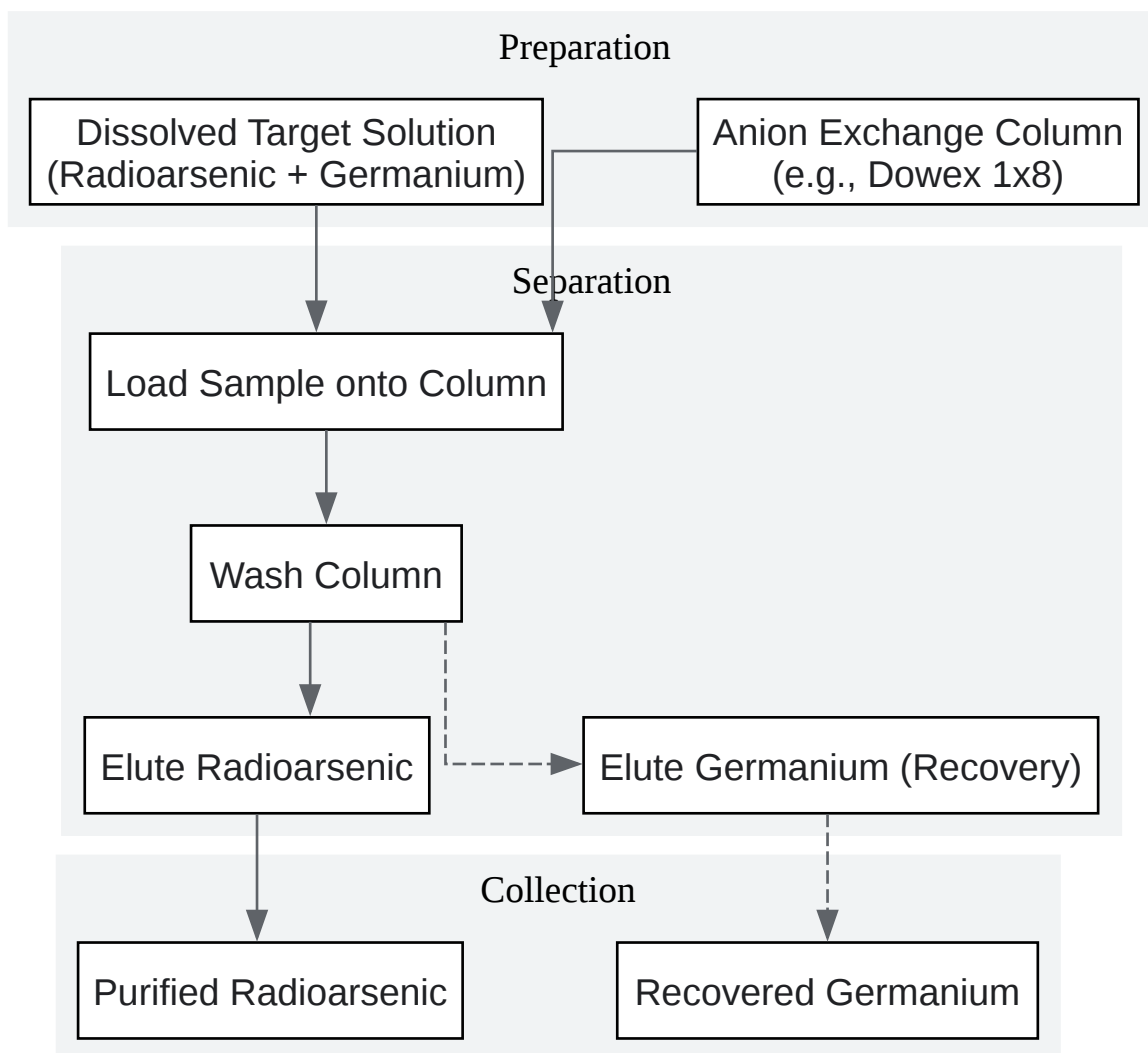 Preparation
Dissolved Target Solution
(Radioarsenic + Germanium)
Anion Exchange Column
(e.g., Dowex 1x8)
Separation
Load Sample onto Column
Wash Column
Elute Radioarsenic
Elute Germanium (Recovery)
Collection
Purified Radioarsenic
Recovered Germanium